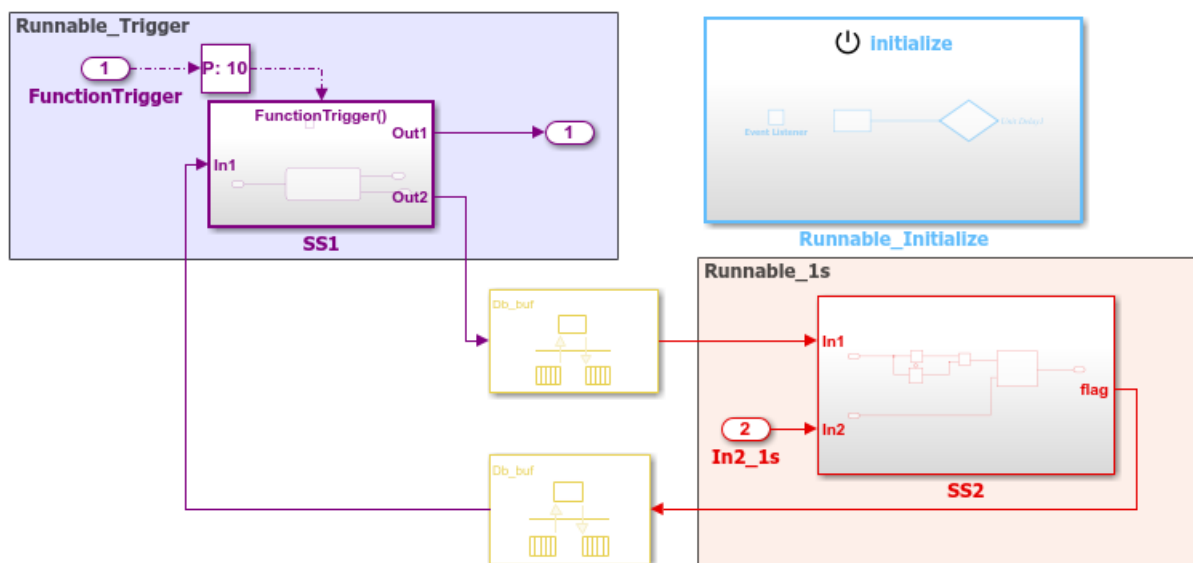 Runnable_Trigger
1
P: 10
FunctionTrigger
FunctionTrigger()
Out1
1
In1
Out2
SS1
initialize
Event Listener
Runnable_Initialize
Runnable_1s
Db_buf
In1
flag
2
In2
In2_1s
SS2
Db_buf